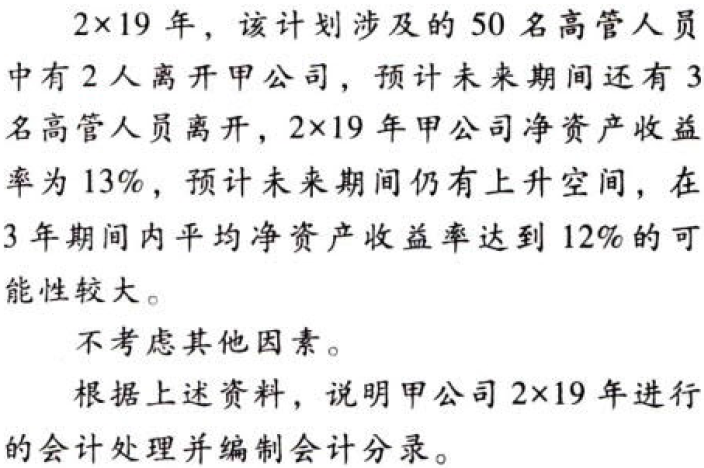 2×19 年，该计划涉及的 50 名高管人员
中有 2 人离开甲公司，预计未来期间还有 3
名高管人员离开，2×19 年甲公司净资产收益
率为 13%，预计未来期间仍有上升空间，在
3 年期间内平均净资产收益率达到 12%的可
能性较大。
不考虑其他因素。
根据上述资料，说明甲公司 2×19 年进行
的会计处理并编制会计分录。